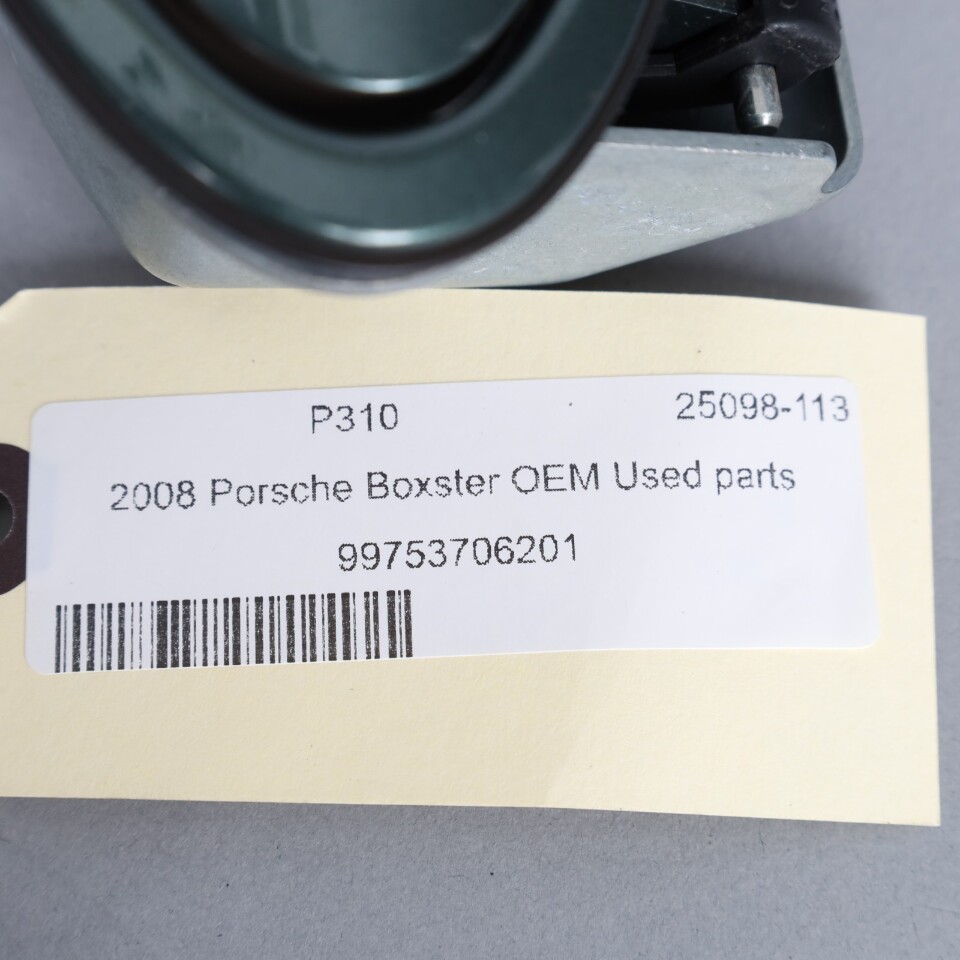 P310 25098-113
2008 Porsche Boxster OEM Used parts
99753706201